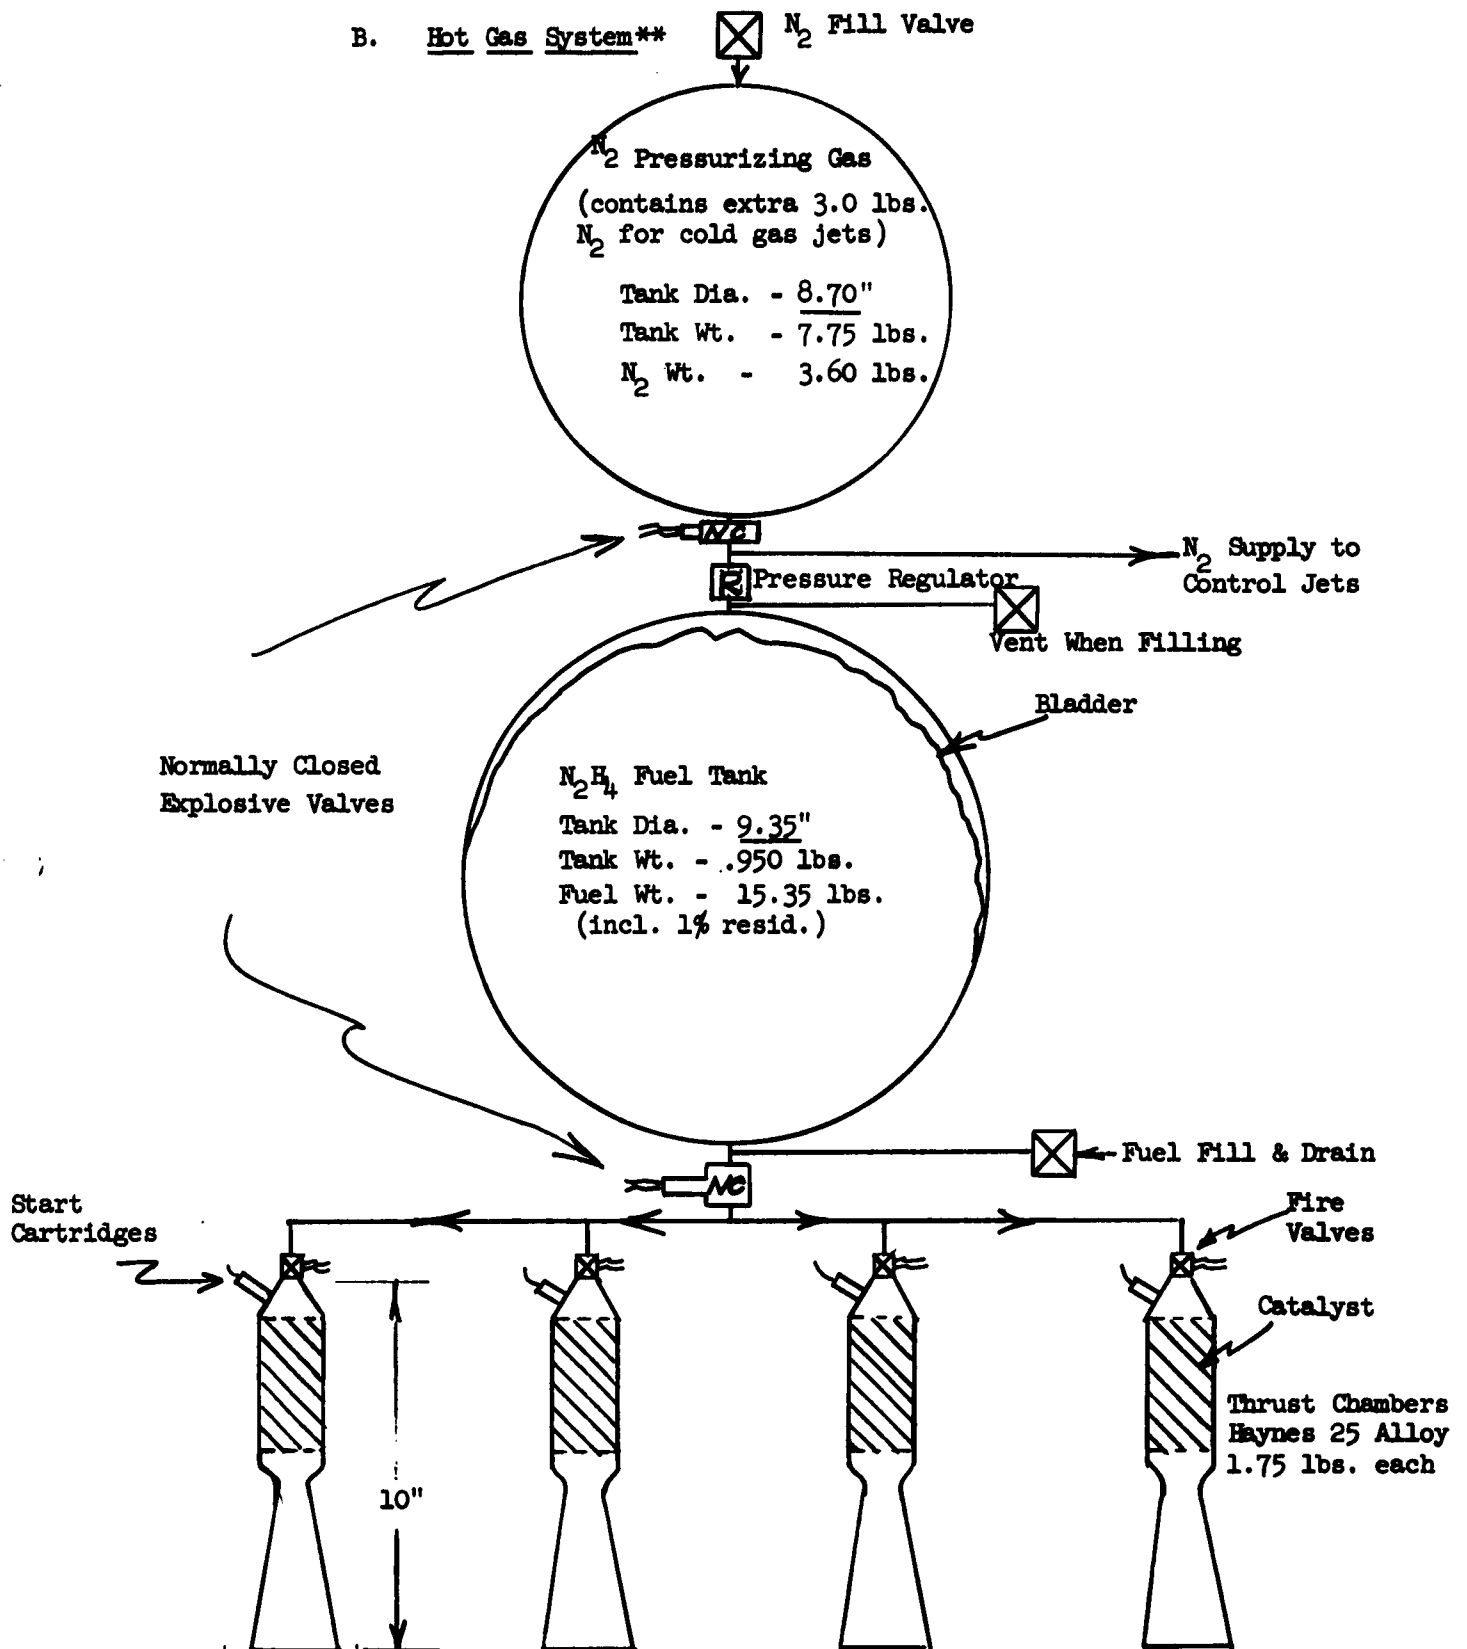 B. Hot Gas System**
N2 Fill Valve
N2 Pressurizing Gas
(contains extra 3.0 lbs.
N2 for cold gas jets)
Tank Dia. - 8.70"
Tank Wt. - 7.75 lbs.
N2 Wt. - 3.60 lbs.
N/C
N2 Supply to
Control Jets
R
Pressure Regulator
Vent When Filling
Bladder
Normally Closed
Explosive Valves
N2H4 Fuel Tank
Tank Dia. - 9.35"
Tank Wt. - .950 lbs.
Fuel Wt. - 15.35 lbs.
(incl. 1% resid.)
Fuel Fill & Drain
NC
Start
Cartridges
Fire
Valves
Catalyst
Thrust Chambers
Haynes 25 Alloy
1.75 lbs. each
10"